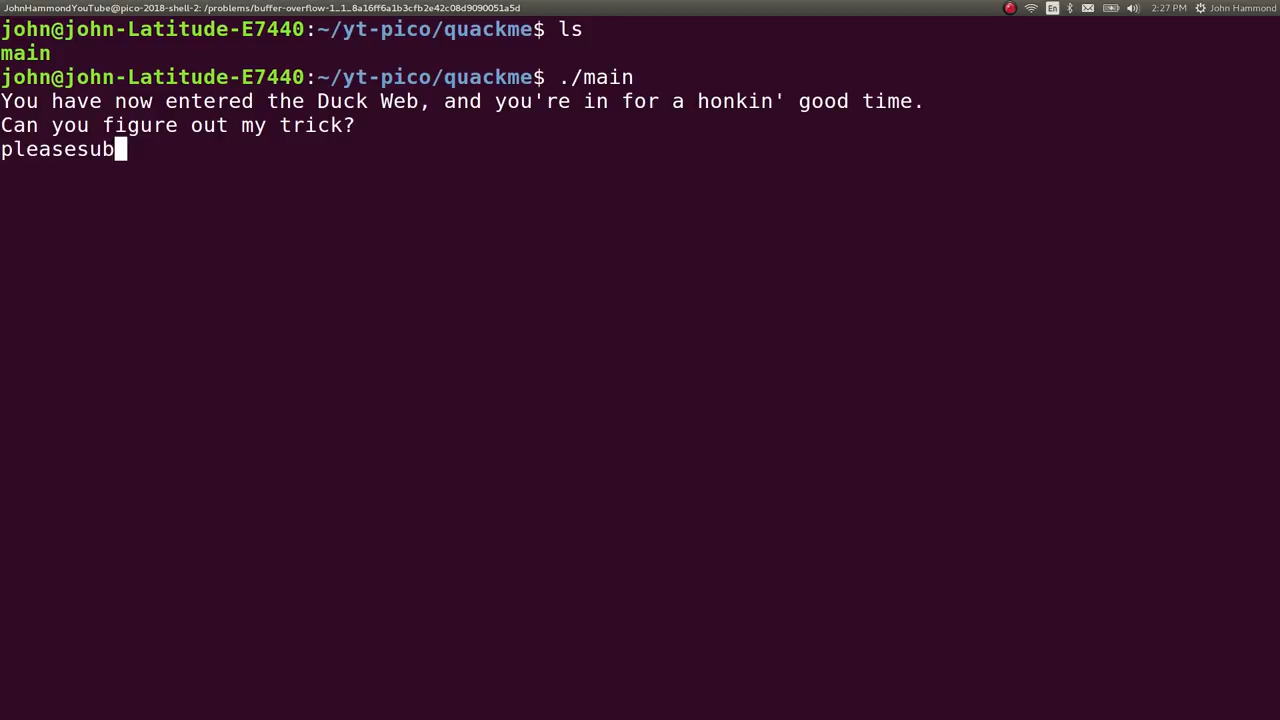 JohnHammondYouTube@pico-2018-shell-2: /problems/buffer-overflow-1_1_8a16ff6a1b3cfb2e42c08d9090051a5d
En
2:27 PM
John Hammond
john@john-Latitude-E7440:~/yt-pico/quackme$ ls
main
john@john-Latitude-E7440:~/yt-pico/quackme$ ./main
You have now entered the Duck Web, and you're in for a honkin' good time.
Can you figure out my trick?
pleasesub